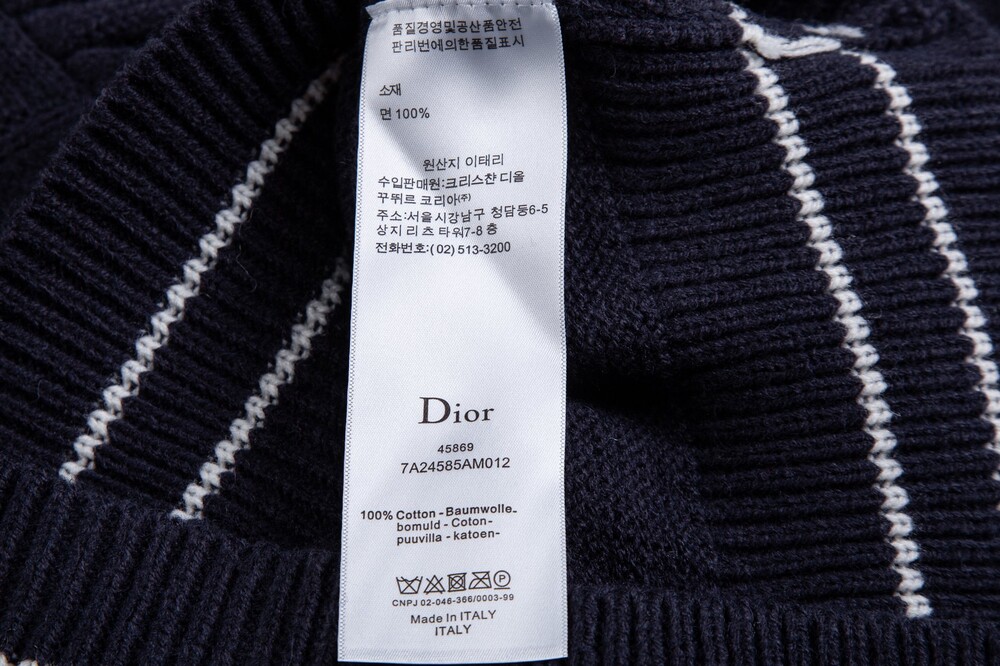 품질경영및공산품안전
판리번에의한품질표시
소재
면 100%
원산지 이태리
수입판매원:크리스챤 디올
꾸뛰르 코리아(주)
주소:서울시강남구 청담동6-5
상지리츠타워7-8층
전화번호:(02)513-3200
Dior
45869
7A24585AM012
100% Cotton-Baumwolle-
bomuld - Coton-
puuvilla - katoen-
CNPJ 02-046-366/0003-99
Made in ITALY
ITALY